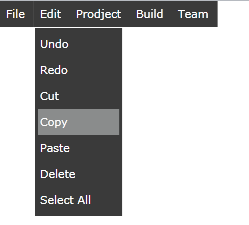 File Edit Prodject Build Team
Undo
Redo
Cut
Copy
Paste
Delete
Select All